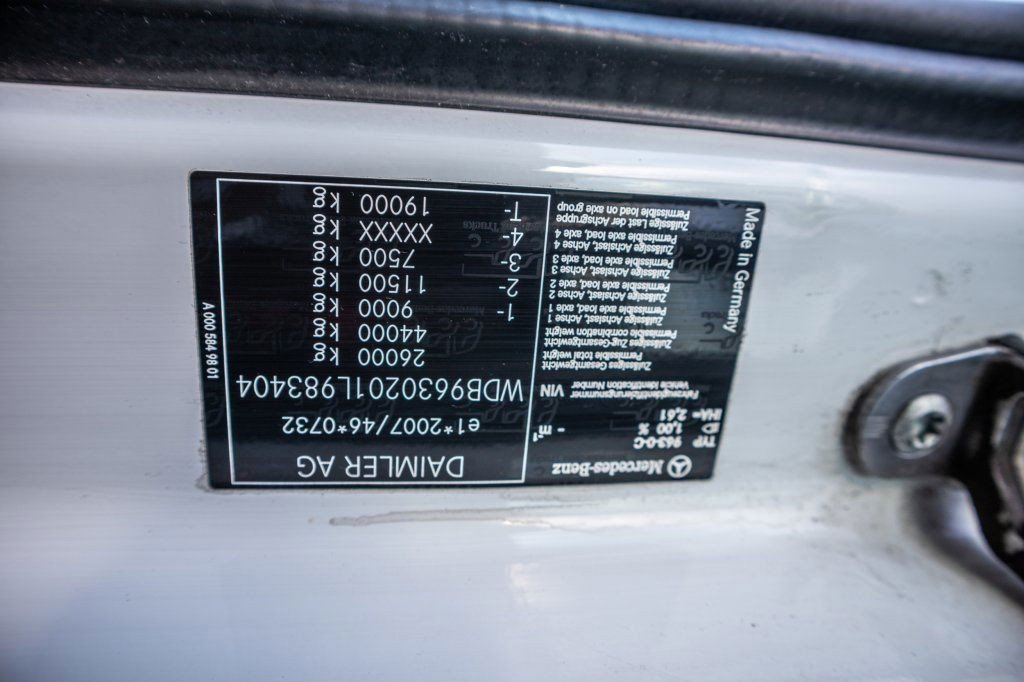 Mercedes-Benz
TYP 963-0-C
ID 1,00 % - m⁻¹
IHA= 2,61
DAIMLER AG
e1*2007/46*0732
Fahrzeugidentifizierungsnummer
Vehicle Identification Number VIN
WDB9630201L983404
Zulässiges Gesamtgewicht
Permissible total weight
26000 kg
Zulässiges Zug-Gesamtgewicht
Permissible combination weight
44000 kg
Zulässige Achslast, Achse 1
Permissible axle load, axle 1
1- 9000 kg
Zulässige Achslast, Achse 2
Permissible axle load, axle 2
2- 11500 kg
Zulässige Achslast, Achse 3
Permissible axle load, axle 3
3- 7500 kg
Zulässige Achslast, Achse 4
Permissible axle load, axle 4
4- XXXXX kg
Zulässige Last der Achsgruppe
Permissible load on axle group
T- 19000 kg
Made in Germany
A 000 584 98 01